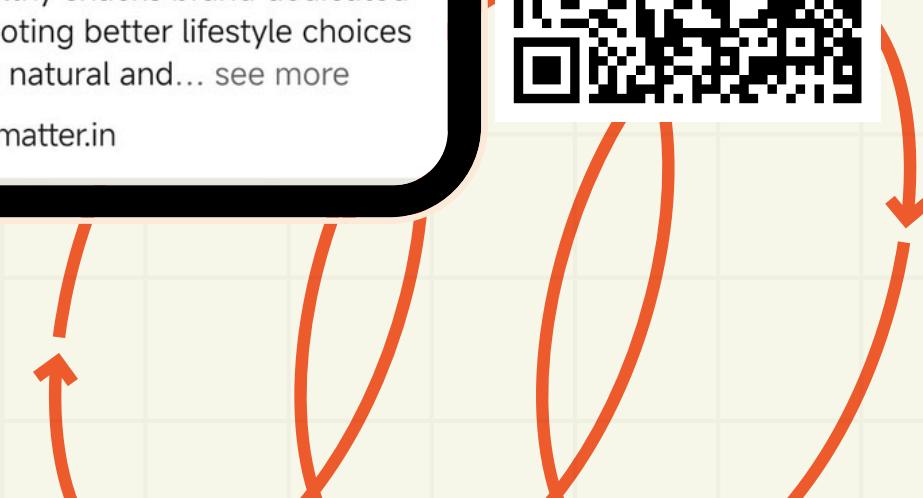 oting better lifestyle choices
natural and... see more
matter.in